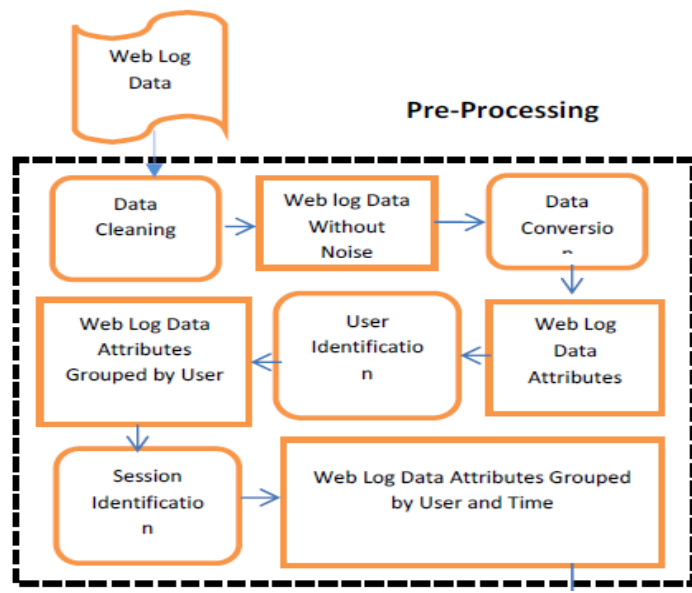 Web Log
Data
Pre-Processing
Data
Cleaning
Web log Data
Without
Noise
Data
Conversio
n
Web Log
Data
Attributes
User
Identificatio
n
Web Log Data
Attributes
Grouped by User
Session
Identificatio
n
Web Log Data Attributes Grouped
by User and Time